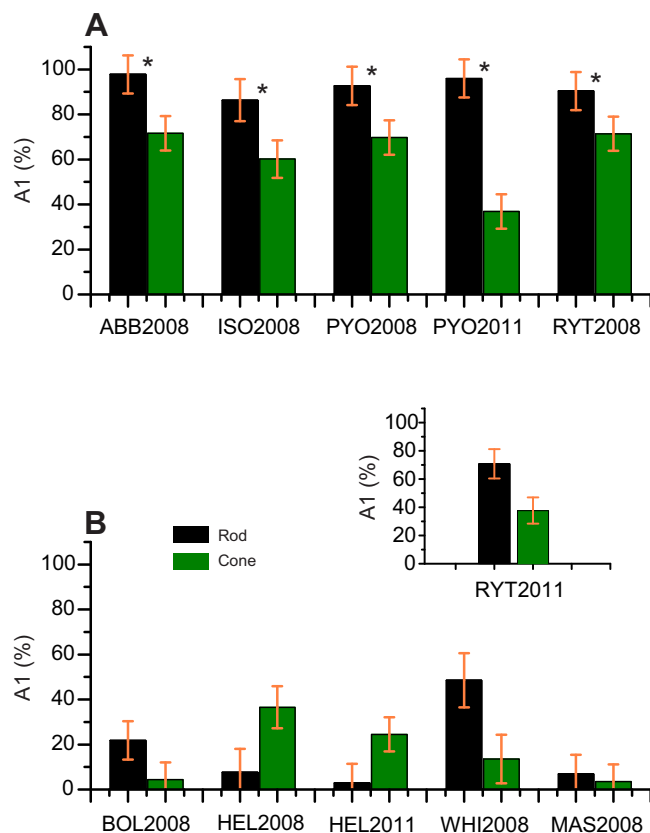 A
A1 (%)
100
80
60
40
20
0
* * * * *
ABB2008 ISO2008 PYO2008 PYO2011 RYT2008
A1 (%)
100
80
60
40
20
0
RYT2011
B
Rod
Cone
A1 (%)
100
80
60
40
20
0
BOL2008 HEL2008 HEL2011 WHI2008 MAS2008